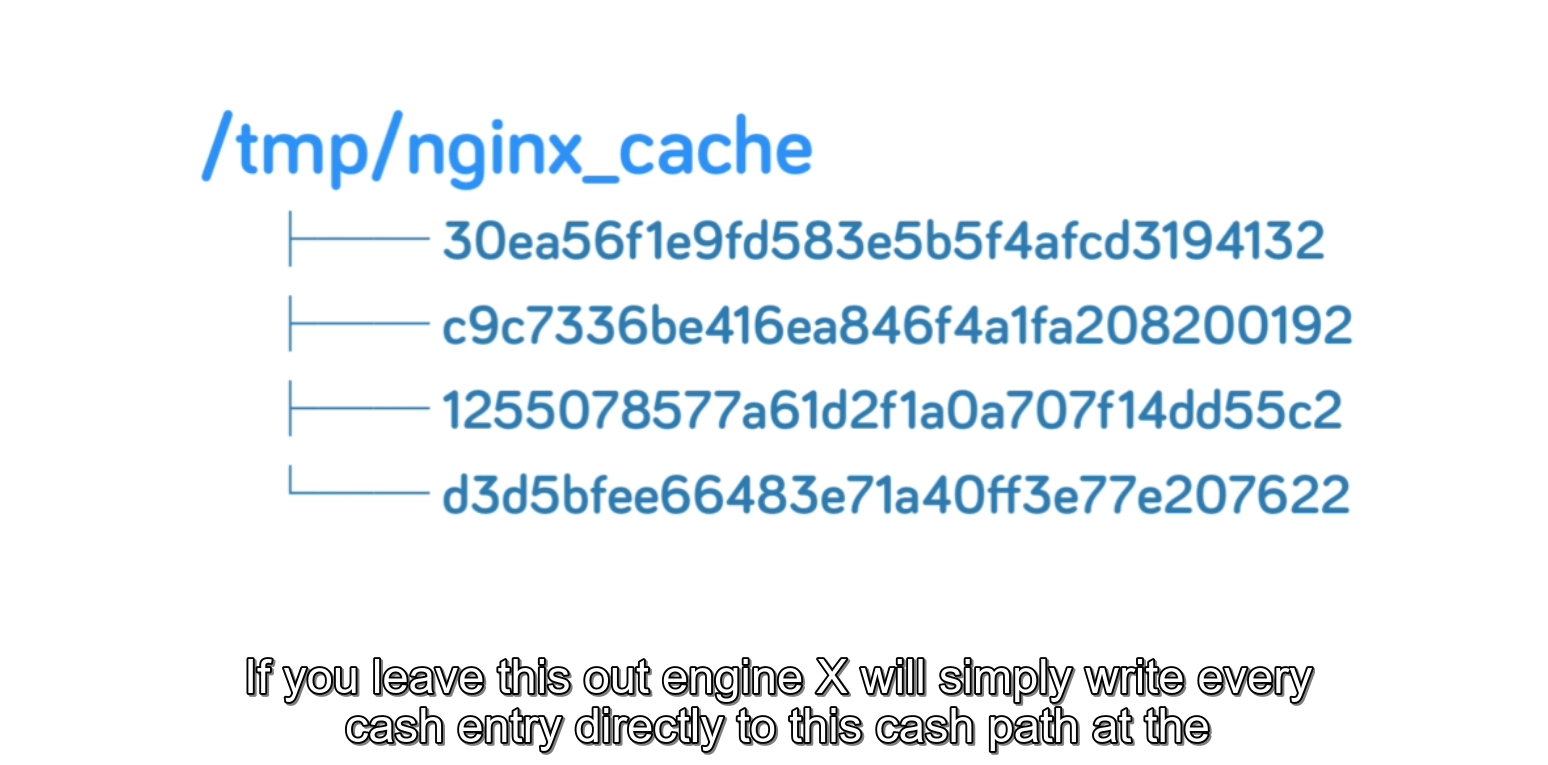 /tmp/nginx_cache
30ea56f1e9fd583e5b5f4afcd3194132
c9c7336be416ea846f4a1fa208200192
1255078577a61d2f1a0a707f14dd55c2
d3d5bfee66483e71a40ff3e77e207622
If you leave this out engine X will simply write every
cash entry directly to this cash path at the